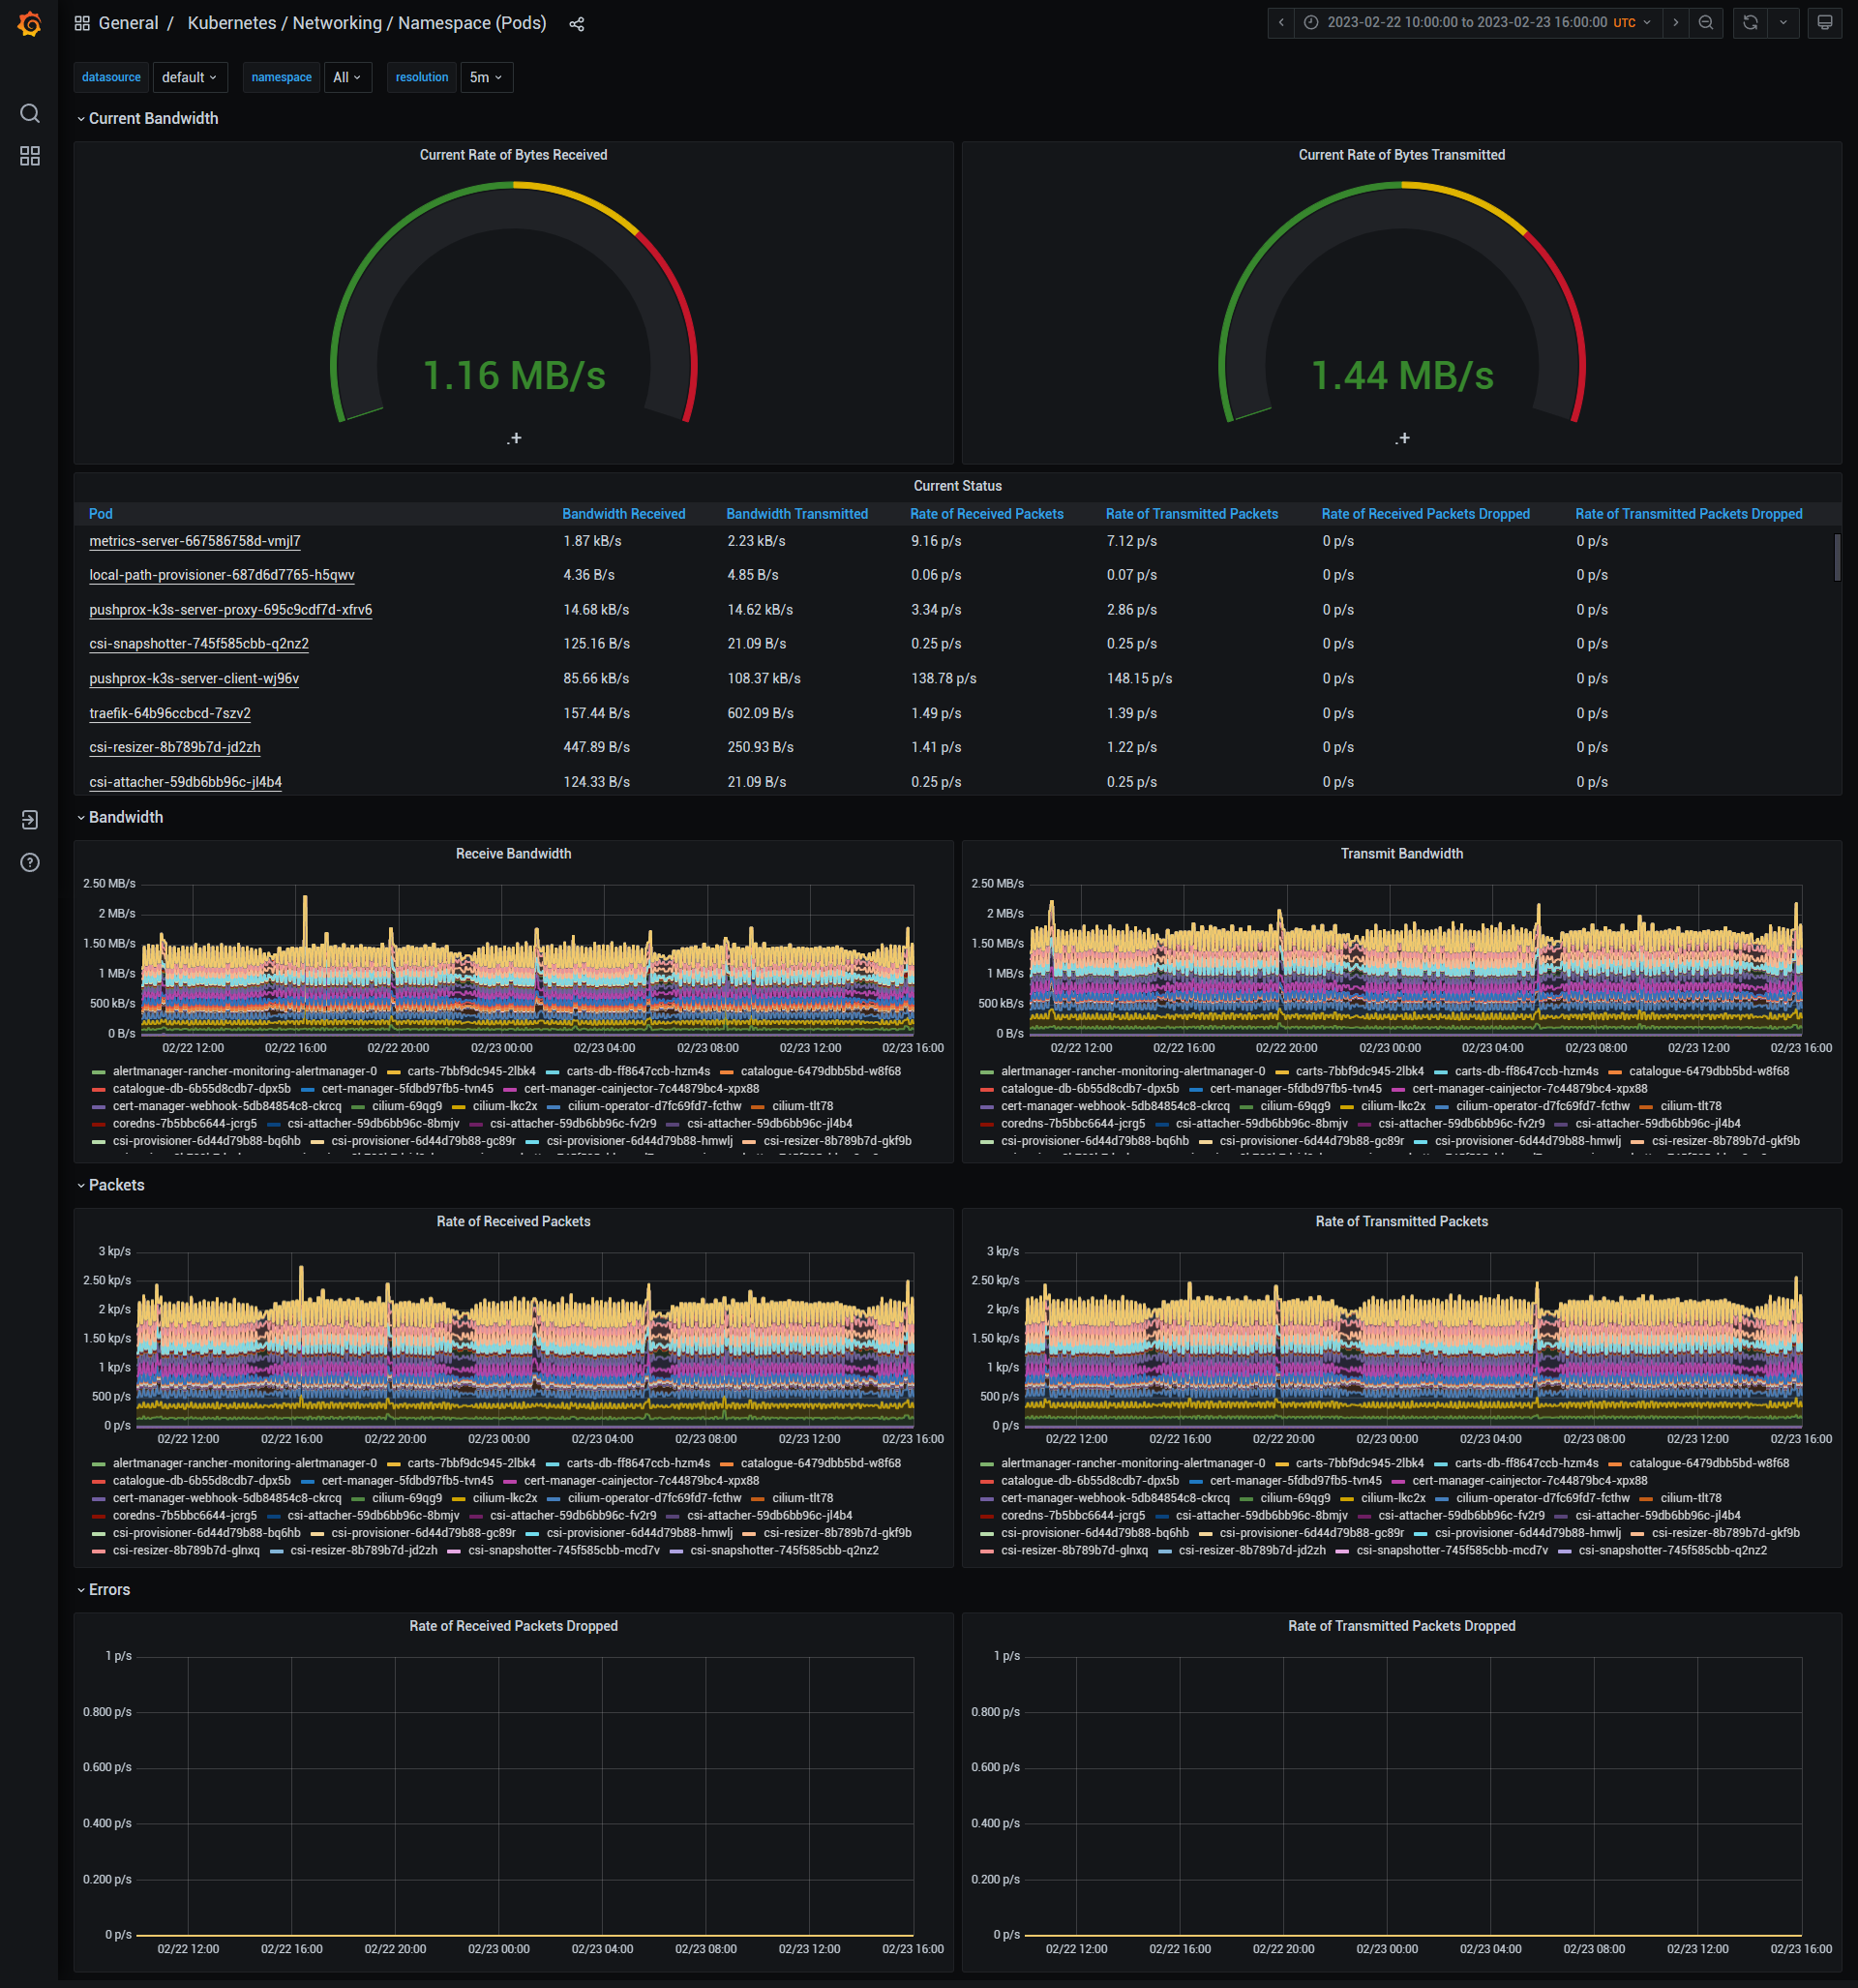 General / Kubernetes / Networking / Namespace (Pods)
2023-02-22 10:00:00 to 2023-02-23 16:00:00 UTC
datasource default namespace All resolution 5m
Current Bandwidth
Current Rate of Bytes Received
1.16 MB/s
.+
Current Rate of Bytes Transmitted
1.44 MB/s
.+
Current Status
Pod Bandwidth Received Bandwidth Transmitted Rate of Received Packets Rate of Transmitted Packets Rate of Received Packets Dropped Rate of Transmitted Packets Dropped
metrics-server-667586758d-vmjl7 1.87 kB/s 2.23 kB/s 9.16 p/s 7.12 p/s 0 p/s 0 p/s
local-path-provisioner-687d6d7765-h5qwv 4.36 B/s 4.85 B/s 0.06 p/s 0.07 p/s 0 p/s 0 p/s
pushprox-k3s-server-proxy-695c9cdf7d-xfrv6 14.68 kB/s 14.62 kB/s 3.34 p/s 2.86 p/s 0 p/s 0 p/s
csi-snapshotter-745f585cbb-q2nz2 125.16 B/s 21.09 B/s 0.25 p/s 0.25 p/s 0 p/s 0 p/s
pushprox-k3s-server-client-wj96v 85.66 kB/s 108.37 kB/s 138.78 p/s 148.15 p/s 0 p/s 0 p/s
traefik-64b96ccbcd-7szv2 157.44 B/s 602.09 B/s 1.49 p/s 1.39 p/s 0 p/s 0 p/s
csi-resizer-8b789b7d-jd2zh 447.89 B/s 250.93 B/s 1.41 p/s 1.22 p/s 0 p/s 0 p/s
csi-attacher-59db6bb96c-jl4b4 124.33 B/s 21.09 B/s 0.25 p/s 0.25 p/s 0 p/s 0 p/s
Bandwidth
Receive Bandwidth
2.50 MB/s
2 MB/s
1.50 MB/s
1 MB/s
500 kB/s
0 B/s
02/22 12:00 02/22 16:00 02/22 20:00 02/23 00:00 02/23 04:00 02/23 08:00 02/23 12:00 02/23 16:00
alertmanager-rancher-monitoring-alertmanager-0 carts-7bbf9dc945-2lbk4 carts-db-ff8647ccb-hzm4s catalogue-6479dbb5bd-w8f68
catalogue-db-6b55d8cdb7-dpx5b cert-manager-5fdbd97fb5-tvn45 cert-manager-cainjector-7c44879bc4-xpx88
cert-manager-webhook-5db84854c8-ckrcq cilium-69qg9 cilium-lkc2x cilium-operator-d7fc69fd7-fcthw cilium-tlt78
coredns-7b5bbc6644-jcrg5 csi-attacher-59db6bb96c-8bmjv csi-attacher-59db6bb96c-fv2r9 csi-attacher-59db6bb96c-jl4b4
csi-provisioner-6d44d79b88-bq6hb csi-provisioner-6d44d79b88-gc89r csi-provisioner-6d44d79b88-hmwlj csi-resizer-8b789b7d-gkf9b
Transmit Bandwidth
2.50 MB/s
2 MB/s
1.50 MB/s
1 MB/s
500 kB/s
0 B/s
02/22 12:00 02/22 16:00 02/22 20:00 02/23 00:00 02/23 04:00 02/23 08:00 02/23 12:00 02/23 16:00
alertmanager-rancher-monitoring-alertmanager-0 carts-7bbf9dc945-2lbk4 carts-db-ff8647ccb-hzm4s catalogue-6479dbb5bd-w8f68
catalogue-db-6b55d8cdb7-dpx5b cert-manager-5fdbd97fb5-tvn45 cert-manager-cainjector-7c44879bc4-xpx88
cert-manager-webhook-5db84854c8-ckrcq cilium-69qg9 cilium-lkc2x cilium-operator-d7fc69fd7-fcthw cilium-tlt78
coredns-7b5bbc6644-jcrg5 csi-attacher-59db6bb96c-8bmjv csi-attacher-59db6bb96c-fv2r9 csi-attacher-59db6bb96c-jl4b4
csi-provisioner-6d44d79b88-bq6hb csi-provisioner-6d44d79b88-gc89r csi-provisioner-6d44d79b88-hmwlj csi-resizer-8b789b7d-gkf9b
Packets
Rate of Received Packets
3 kp/s
2.50 kp/s
2 kp/s
1.50 kp/s
1 kp/s
500 p/s
0 p/s
02/22 12:00 02/22 16:00 02/22 20:00 02/23 00:00 02/23 04:00 02/23 08:00 02/23 12:00 02/23 16:00
alertmanager-rancher-monitoring-alertmanager-0 carts-7bbf9dc945-2lbk4 carts-db-ff8647ccb-hzm4s catalogue-6479dbb5bd-w8f68
catalogue-db-6b55d8cdb7-dpx5b cert-manager-5fdbd97fb5-tvn45 cert-manager-cainjector-7c44879bc4-xpx88
cert-manager-webhook-5db84854c8-ckrcq cilium-69qg9 cilium-lkc2x cilium-operator-d7fc69fd7-fcthw cilium-tlt78
coredns-7b5bbc6644-jcrg5 csi-attacher-59db6bb96c-8bmjv csi-attacher-59db6bb96c-fv2r9 csi-attacher-59db6bb96c-jl4b4
csi-provisioner-6d44d79b88-bq6hb csi-provisioner-6d44d79b88-gc89r csi-provisioner-6d44d79b88-hmwlj csi-resizer-8b789b7d-gkf9b
csi-resizer-8b789b7d-glnxq csi-resizer-8b789b7d-jd2zh csi-snapshotter-745f585cbb-mcd7v csi-snapshotter-745f585cbb-q2nz2
Rate of Transmitted Packets
3 kp/s
2.50 kp/s
2 kp/s
1.50 kp/s
1 kp/s
500 p/s
0 p/s
02/22 12:00 02/22 16:00 02/22 20:00 02/23 00:00 02/23 04:00 02/23 08:00 02/23 12:00 02/23 16:00
alertmanager-rancher-monitoring-alertmanager-0 carts-7bbf9dc945-2lbk4 carts-db-ff8647ccb-hzm4s catalogue-6479dbb5bd-w8f68
catalogue-db-6b55d8cdb7-dpx5b cert-manager-5fdbd97fb5-tvn45 cert-manager-cainjector-7c44879bc4-xpx88
cert-manager-webhook-5db84854c8-ckrcq cilium-69qg9 cilium-lkc2x cilium-operator-d7fc69fd7-fcthw cilium-tlt78
coredns-7b5bbc6644-jcrg5 csi-attacher-59db6bb96c-8bmjv csi-attacher-59db6bb96c-fv2r9 csi-attacher-59db6bb96c-jl4b4
csi-provisioner-6d44d79b88-bq6hb csi-provisioner-6d44d79b88-gc89r csi-provisioner-6d44d79b88-hmwlj csi-resizer-8b789b7d-gkf9b
csi-resizer-8b789b7d-glnxq csi-resizer-8b789b7d-jd2zh csi-snapshotter-745f585cbb-mcd7v csi-snapshotter-745f585cbb-q2nz2
Errors
Rate of Received Packets Dropped
1 p/s
0.800 p/s
0.600 p/s
0.400 p/s
0.200 p/s
0 p/s
02/22 12:00 02/22 16:00 02/22 20:00 02/23 00:00 02/23 04:00 02/23 08:00 02/23 12:00 02/23 16:00
Rate of Transmitted Packets Dropped
1 p/s
0.800 p/s
0.600 p/s
0.400 p/s
0.200 p/s
0 p/s
02/22 12:00 02/22 16:00 02/22 20:00 02/23 00:00 02/23 04:00 02/23 08:00 02/23 12:00 02/23 16:00